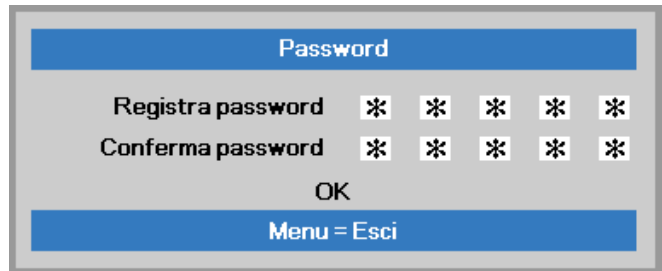 Password
Registra password * * * * *
Conferma password * * * * *
OK
Menu = Esci